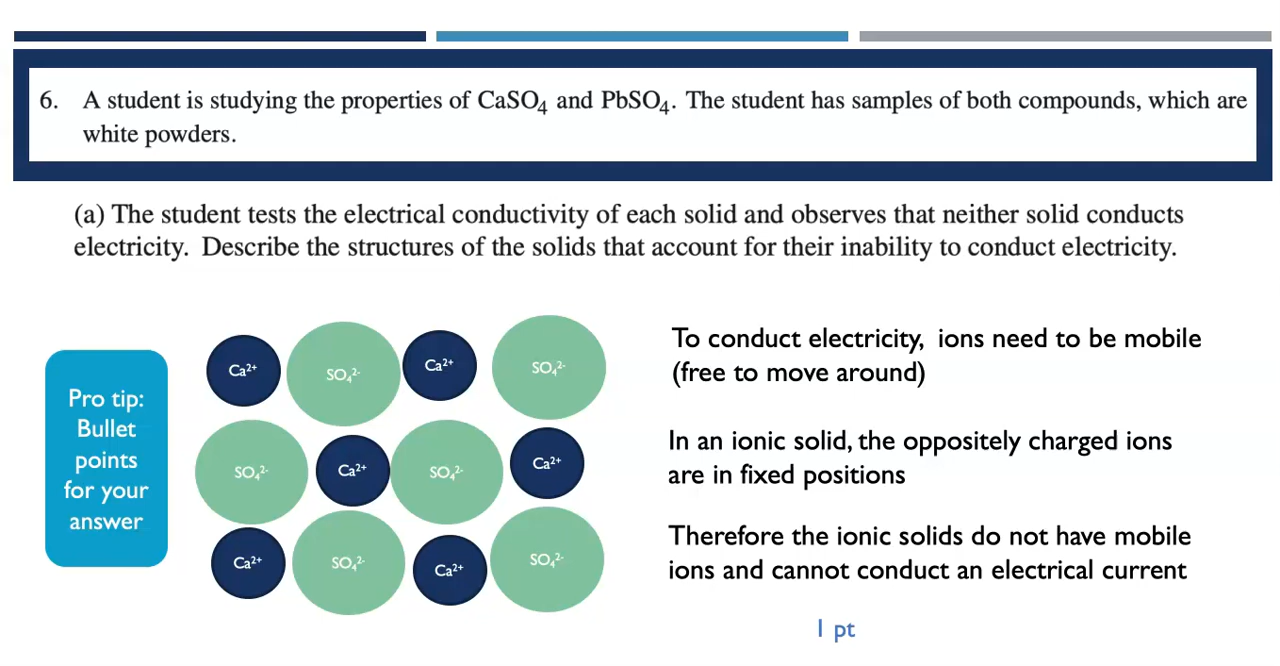 6. A student is studying the properties of CaSO₄ and PbSO₄. The student has samples of both compounds, which are
white powders.
(a) The student tests the electrical conductivity of each solid and observes that neither solid conducts
electricity. Describe the structures of the solids that account for their inability to conduct electricity.
Pro tip:
Bullet
points
for your
answer
Ca²⁺ SO₄²⁻ Ca²⁺ SO₄²⁻
SO₄²⁻ Ca²⁺ SO₄²⁻ Ca²⁺
Ca²⁺ SO₄²⁻ Ca²⁺ SO₄²⁻
To conduct electricity, ions need to be mobile
(free to move around)
In an ionic solid, the oppositely charged ions
are in fixed positions
Therefore the ionic solids do not have mobile
ions and cannot conduct an electrical current
1 pt